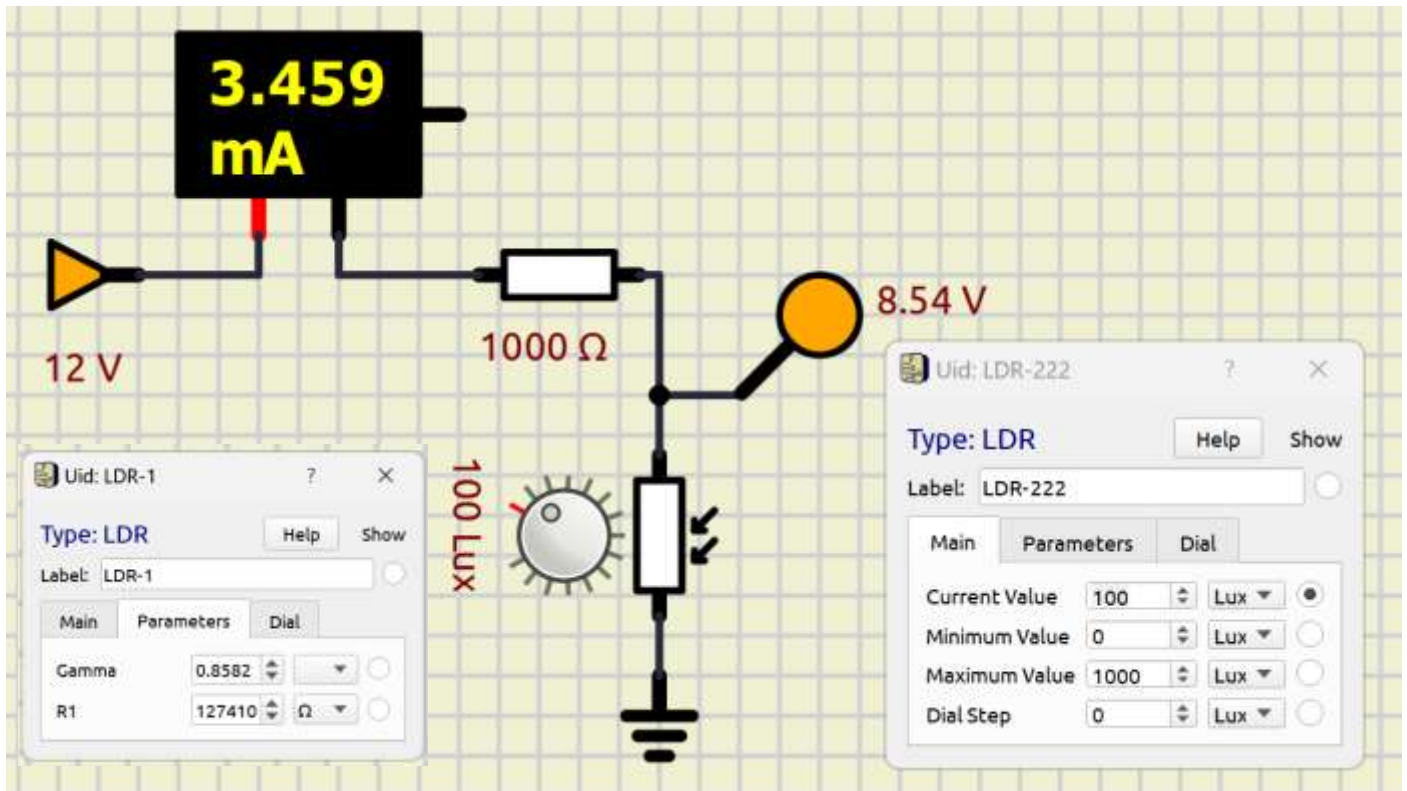 3.459
mA
12 V
1000 Ω
8.54 V
100 Lux
Uid: LDR-1 ?
Type: LDR Help Show
Label: LDR-1
Main Parameters Dial
Gamma 0.8582
R1 127410 Ω
Uid: LDR-222 ?
Type: LDR Help Show
Label: LDR-222
Main Parameters Dial
Current Value 100 Lux
Minimum Value 0 Lux
Maximum Value 1000 Lux
Dial Step 0 Lux